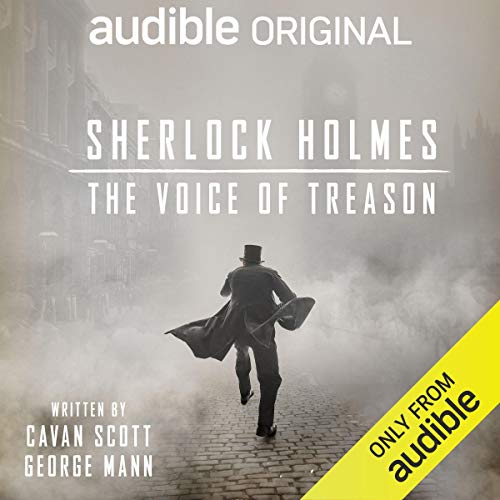 audible ORIGINAL
SHERLOCK HOLMES
THE VOICE OF TREASON
WRITTEN BY
CAVAN SCOTT
GEORGE MANN
ONLY FROM
audible